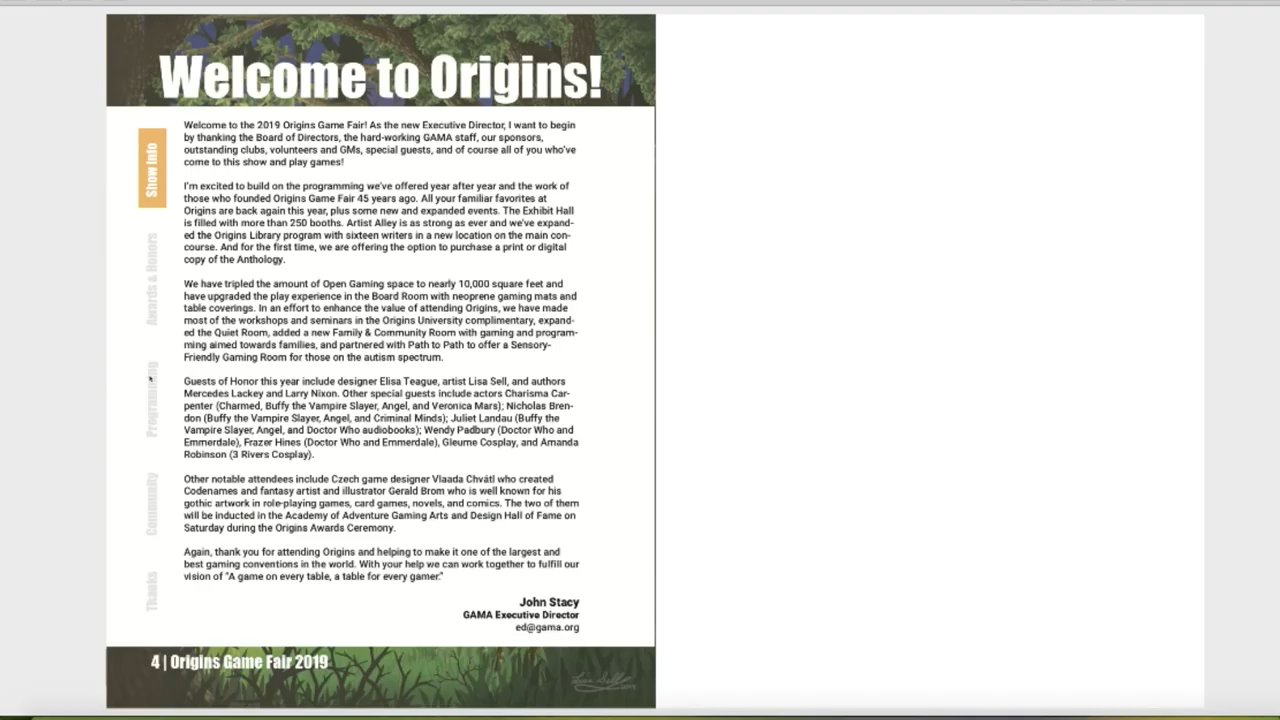 Welcome to Origins!
Show Info
Awards & Honors
Programming
Community
Thanks
Welcome to the 2019 Origins Game Fair! As the new Executive Director, I want to begin
by thanking the Board of Directors, the hard-working GAMA staff, our sponsors,
outstanding clubs, volunteers and GMs, special guests, and of course all of you who've
come to this show and play games!
I'm excited to build on the programming we've offered year after year and the work of
those who founded Origins Game Fair 45 years ago. All your familiar favorites at
Origins are back again this year, plus some new and expanded events. The Exhibit Hall
is filled with more than 250 booths. Artist Alley is as strong as ever and we've expand-
ed the Origins Library program with sixteen writers in a new location on the main con-
course. And for the first time, we are offering the option to purchase a print or digital
copy of the Anthology.
We have tripled the amount of Open Gaming space to nearly 10,000 square feet and
have upgraded the play experience in the Board Room with neoprene gaming mats and
table coverings. In an effort to enhance the value of attending Origins, we have made
most of the workshops and seminars in the Origins University complimentary, expand-
ed the Quiet Room, added a new Family & Community Room with gaming and program-
ming aimed towards families, and partnered with Path to Path to offer a Sensory-
Friendly Gaming Room for those on the autism spectrum.
Guests of Honor this year include designer Elisa Teague, artist Lisa Sell, and authors
Mercedes Lackey and Larry Nixon. Other special guests include actors Charisma Car-
penter (Charmed, Buffy the Vampire Slayer, Angel, and Veronica Mars); Nicholas Bren-
don (Buffy the Vampire Slayer, Angel, and Criminal Minds); Juliet Landau (Buffy the
Vampire Slayer, Angel, and Doctor Who audiobooks); Wendy Padbury (Doctor Who and
Emmerdale), Frazer Hines (Doctor Who and Emmerdale), Gleume Cosplay, and Amanda
Robinson (3 Rivers Cosplay).
Other notable attendees include Czech game designer Vlaada Chvátl who created
Codenames and fantasy artist and illustrator Gerald Brom who is well known for his
gothic artwork in role-playing games, card games, novels, and comics. The two of them
will be inducted in the Academy of Adventure Gaming Arts and Design Hall of Fame on
Saturday during the Origins Awards Ceremony.
Again, thank you for attending Origins and helping to make it one of the largest and
best gaming conventions in the world. With your help we can work together to fulfill our
vision of "A game on every table, a table for every gamer."
John Stacy
GAMA Executive Director
ed@gama.org
4 | Origins Game Fair 2019